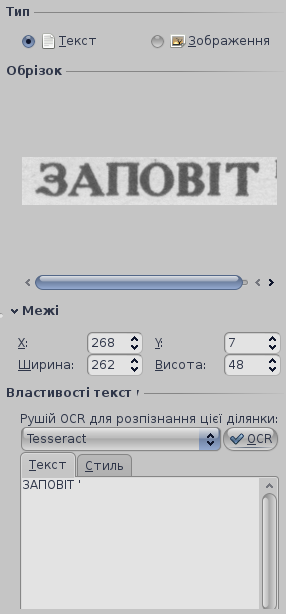 Тип
Текст
Зображення
Обрізок
ЗАПОВІТ
Межі
X: 268 Y: 7
Ширина: 262 Висота: 48
Властивості текст
Рушій OCR для розпізнання цієї ділянки:
Tesseract OCR
Текст Стиль
ЗАПОВІТ '